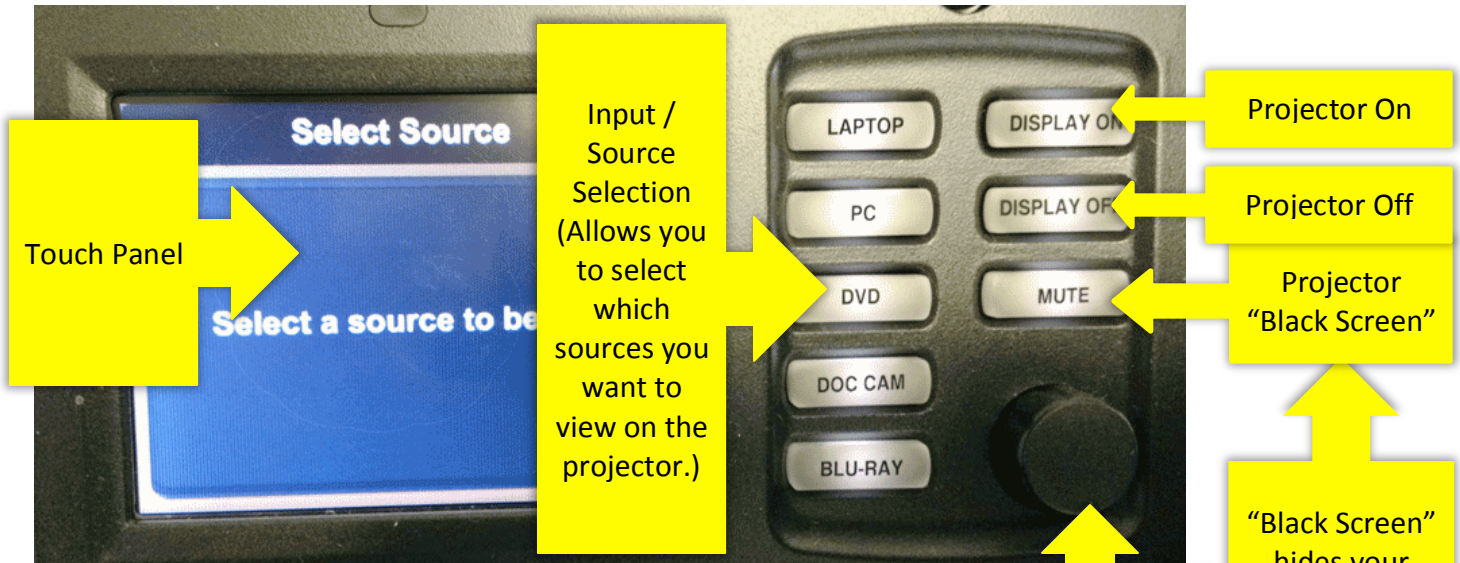 Touch Panel
Select Source
Select a source to be
Input /
Source
Selection
(Allows you
to select
which
sources you
want to
view on the
projector.)
LAPTOP
PC
DVD
DOC CAM
BLU-RAY
DISPLAY ON
DISPLAY OF
MUTE
Projector On
Projector Off
Projector
“Black Screen”
“Black Screen”
hides your